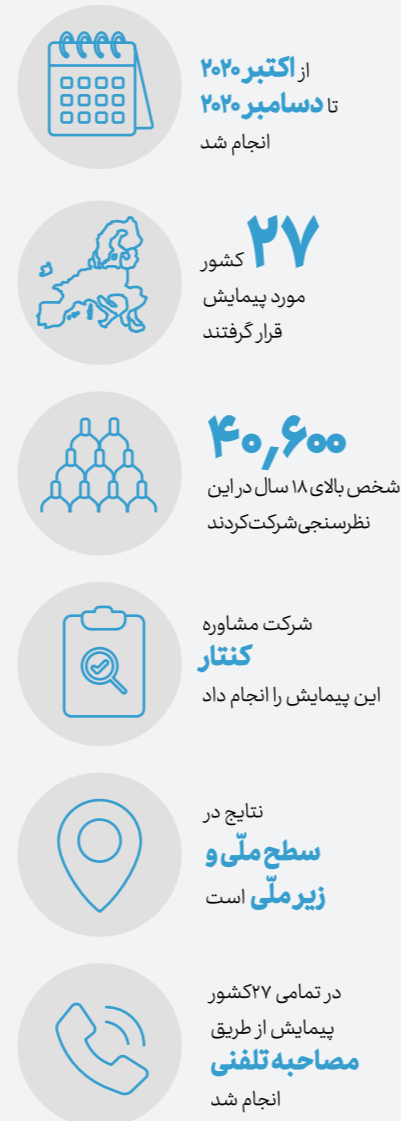 از اکتبر ۲۰۲۰
تا دسامبر ۲۰۲۰
انجام شد
۲۷ کشور
مورد پیمایش
قرار گرفتند
۴۰,۶۰۰
شخص بالای ۱۸ سال در این
نظرسنجی شرکت کردند
شرکت مشاوره
کنتار
این پیمایش را انجام داد
نتایج در
سطح ملّی و
زیر ملّی است
در تمامی ۲۷ کشور
پیمایش از طریق
مصاحبه تلفنی
انجام شد